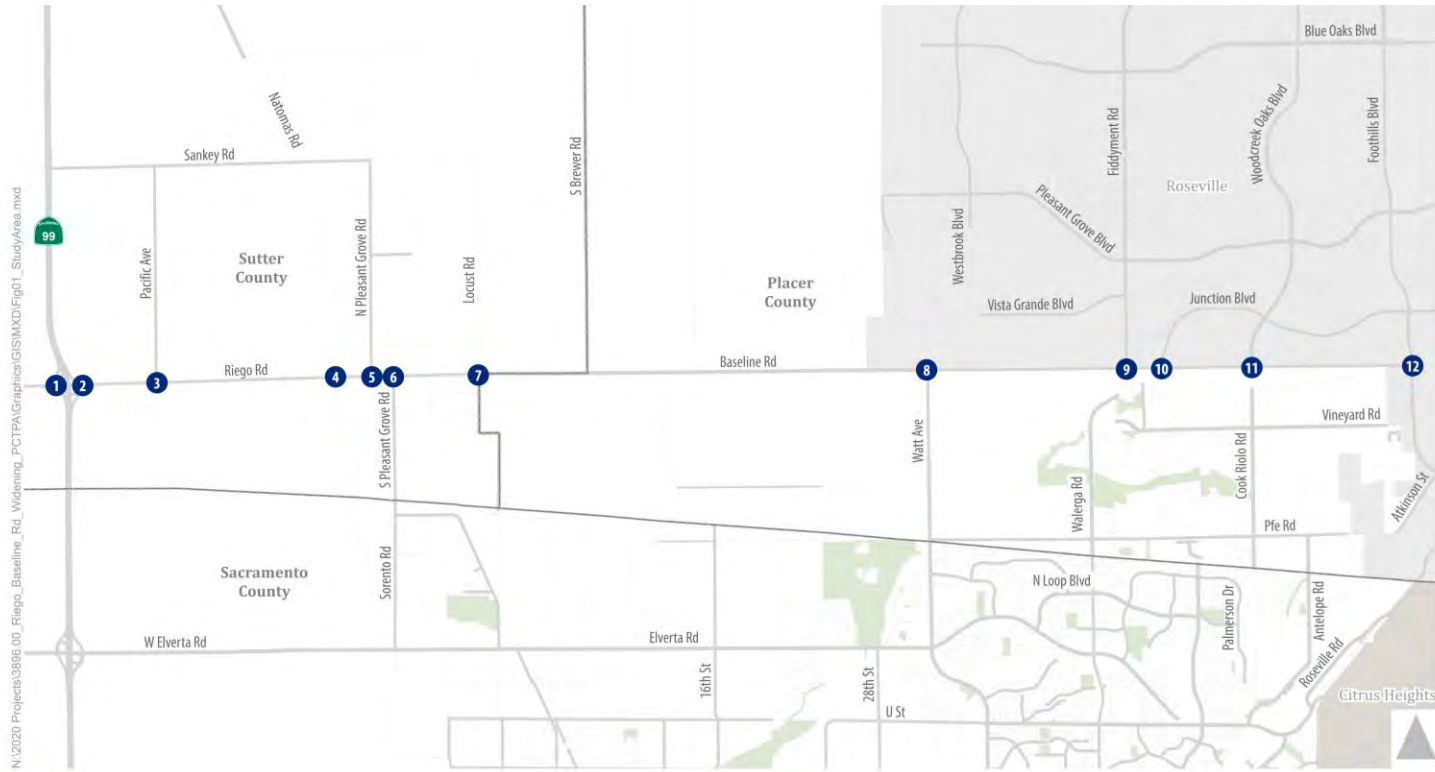 Blue Oaks Blvd
Natomas Rd
Fiddyment Rd
Woodcreek Oaks Blvd
Foothills Blvd
Sankey Rd
S Brewer Rd
Roseville
Pleasant Grove Blvd
Westbrook Blvd
99
Pacific Ave
Sutter
County
N Pleasant Grove Rd
Locust Rd
Placer
County
Vista Grande Blvd
Junction Blvd
Riego Rd
Baseline Rd
1
2
3
4
5
6
7
8
9
10
11
12
S Pleasant Grove Rd
Watt Ave
Vineyard Rd
Walerga Rd
Cook Riolo Rd
Atkinson St
Pfe Rd
Sacramento
County
Sorento Rd
N Loop Blvd
Palmerson Dr
Antelope Rd
W Elverta Rd
Elverta Rd
16th St
28th St
Roseville Rd
Citrus Heights
U St
N:\2020 Projects\3896.00_Riego_Baseline_Rd_Widening_PCTPA\Graphics\GIS\MXD\Fig01_StudyArea.mxd